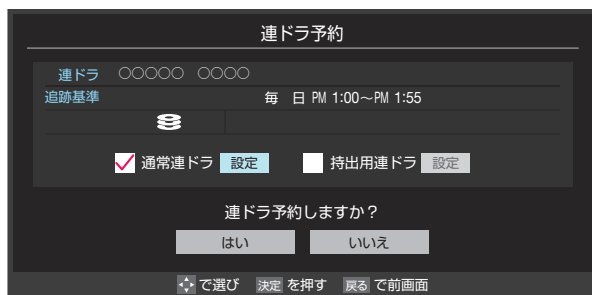 連ドラ予約
連ドラ ○○○○○ ○○○○
追跡基準 毎 日 PM 1:00～PM 1:55
通常連ドラ 設定 持出用連ドラ 設定
連ドラ予約しますか？
はい いいえ
で選び 決定 を押す 戻る で前画面